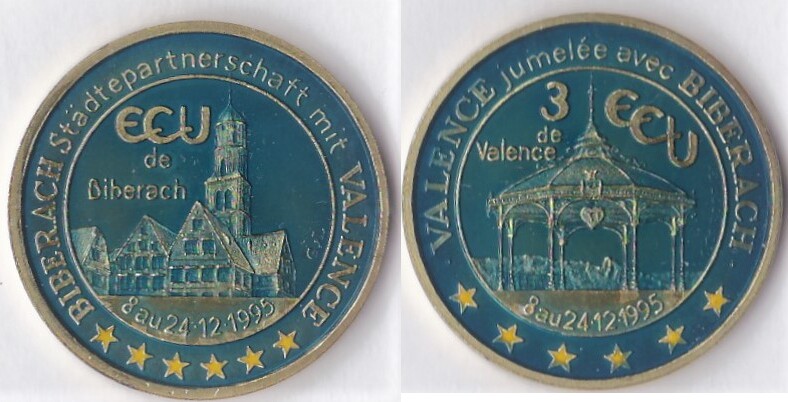 BIBERACH Städtepartnerschaft mit VALENCE
ECU
de
Biberach
8 au 24·12·1995
VALENCE jumelée avec BIBERACH
3 ECU
de
Valence
8 au 24·12·1995